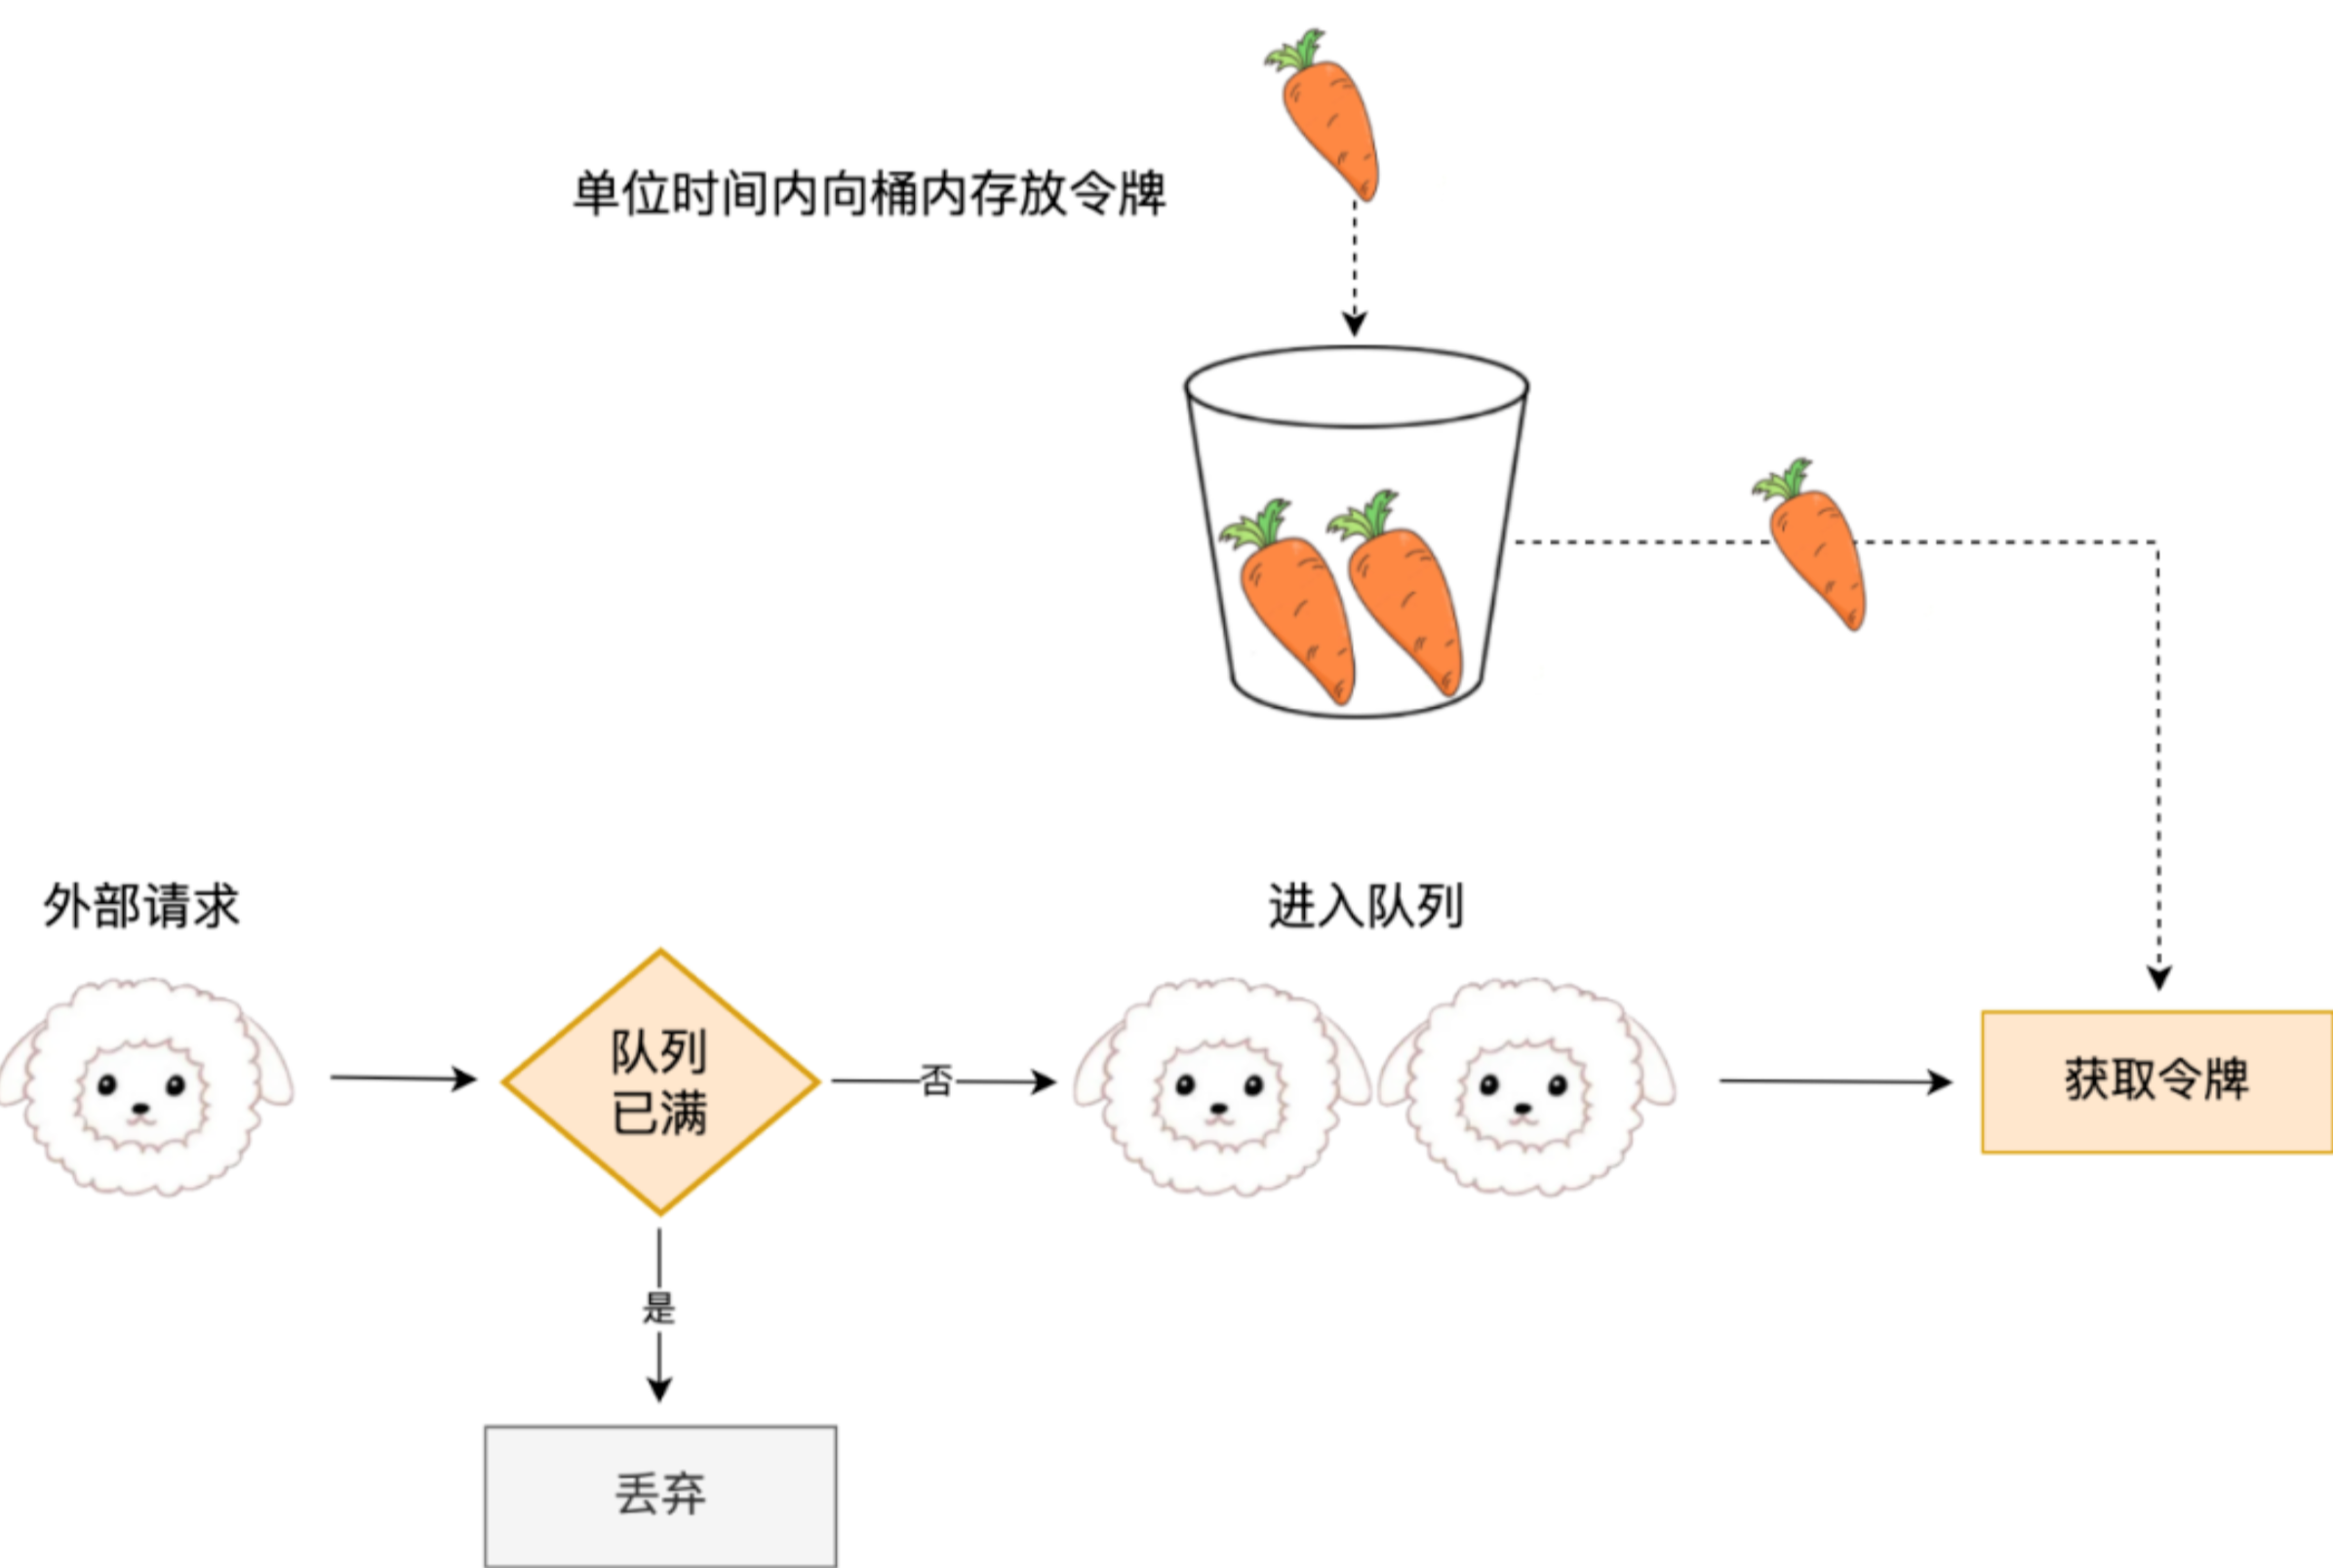 单位时间内向桶内存放令牌
外部请求
进入队列
队列
已满
否
获取令牌
是
丢弃